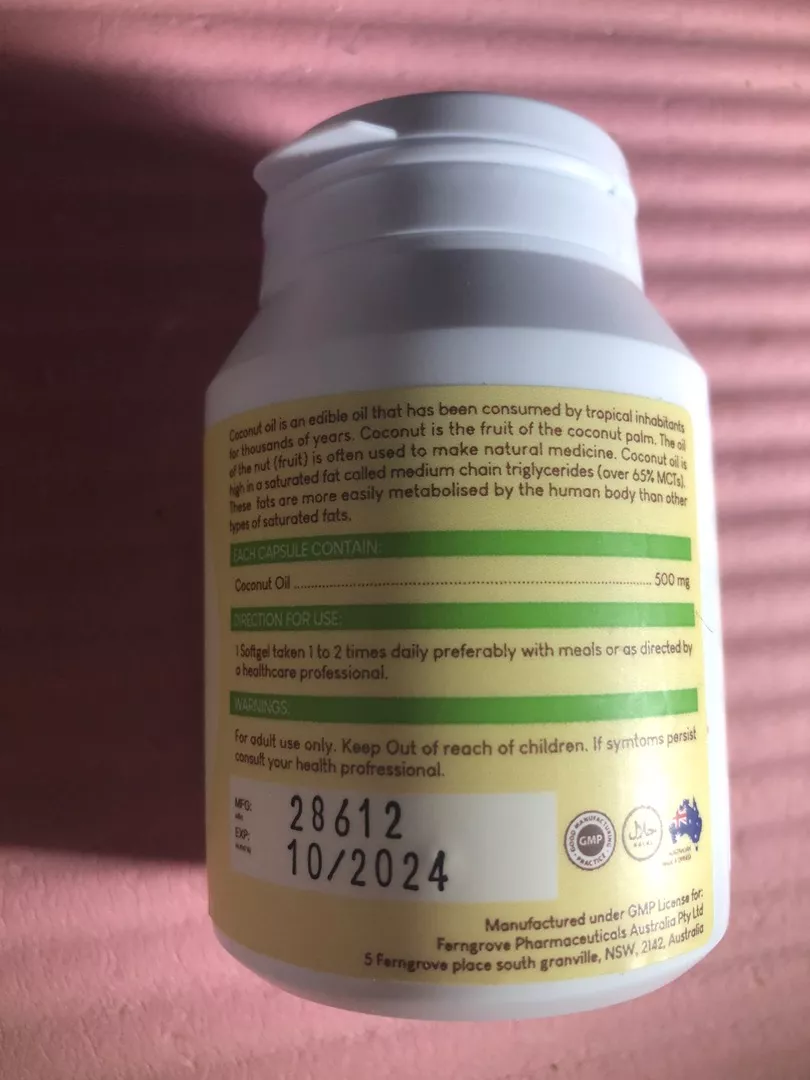 Coconut oil is an edible oil that has been consumed by tropical inhabitants
for thousands of years. Coconut is the fruit of the coconut palm. The oil
of the nut (fruit) is often used to make natural medicine. Coconut oil is
high in a saturated fat called medium chain triglycerides (over 65% MCTs).
These fats are more easily metabolised by the human body than other
types of saturated fats.
EACH CAPSULE CONTAIN:
Coconut Oil ........ 500 mg
DIRECTION FOR USE:
1 Softgel taken 1 to 2 times daily preferably with meals or as directed by
a healthcare professional.
WARNINGS:
For adult use only. Keep Out of reach of children. If symtoms persist
consult your health profressional.
MFG:
28612
EXP:
10/2024
GOOD MANUFACTURING
GMP
PRACTICE
حلال
HALAL
Manufactured under GMP License for:
Ferngrove Pharmaceuticals Australia Pty Ltd
5 Ferngrove place south granville, NSW, 2142, Australia